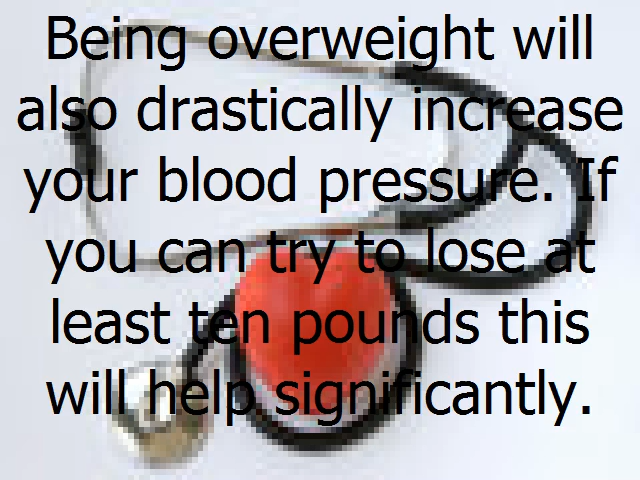 Being overweight will
also drastically increase
your blood pressure. If
you can try to lose at
least ten pounds this
will help significantly.